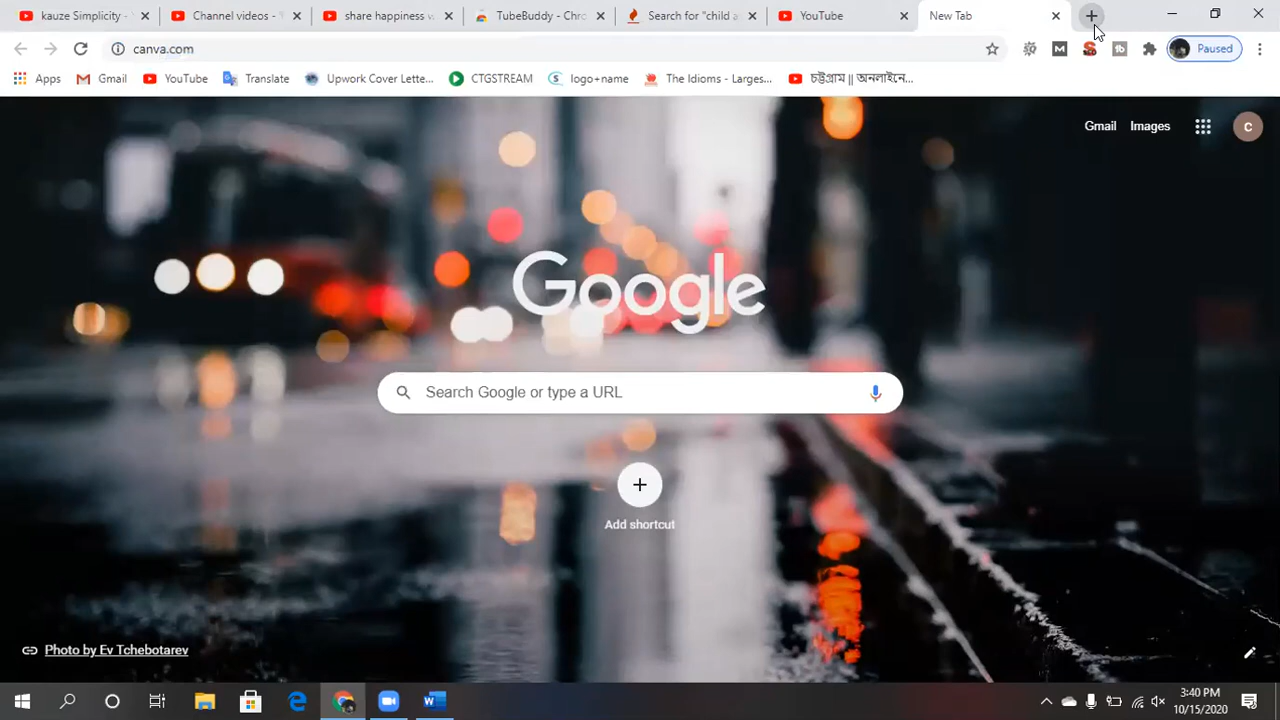 kauze Simplicity - Y
Channel videos - Y
share happiness v
TubeBuddy - Chro
Search for "child a
YouTube
New Tab
canva.com
Paused
Apps
Gmail
YouTube
Translate
Upwork Cover Lette...
CTGSTREAM
logo+name
The Idioms - Larges...
চট্টগ্রাম || অনলাইনে...
Gmail
Images
C
Google
Search Google or type a URL
Add shortcut
Photo by Ev Tchebotarev
3:40 PM
10/15/2020